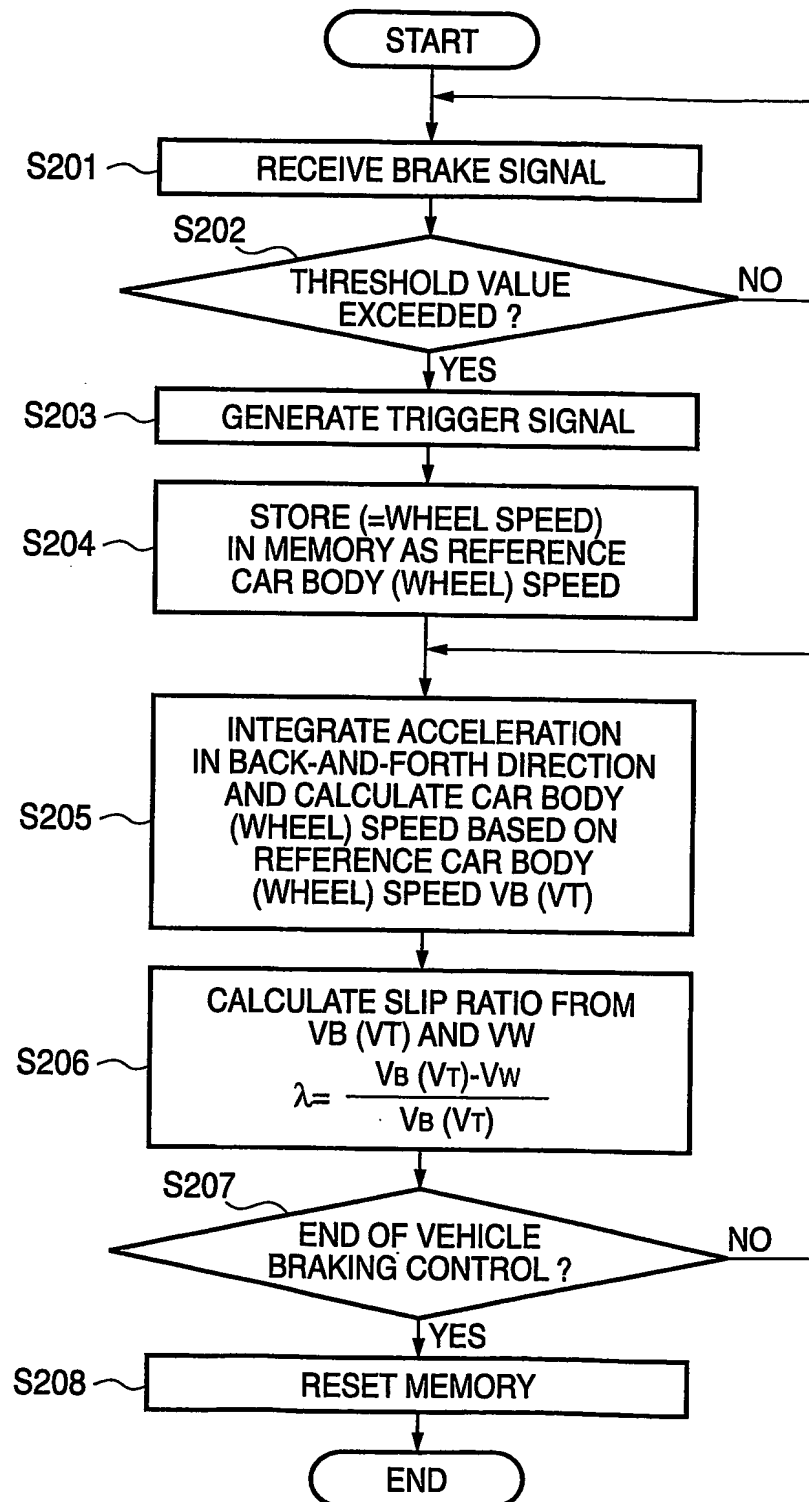 START
S201
RECEIVE BRAKE SIGNAL
S202
THRESHOLD VALUE
EXCEEDED ?
NO
YES
S203
GENERATE TRIGGER SIGNAL
S204
STORE (=WHEEL SPEED)
IN MEMORY AS REFERENCE
CAR BODY (WHEEL) SPEED
S205
INTEGRATE ACCELERATION
IN BACK-AND-FORTH DIRECTION
AND CALCULATE CAR BODY
(WHEEL) SPEED BASED ON
REFERENCE CAR BODY
(WHEEL) SPEED VB (VT)
S206
CALCULATE SLIP RATIO FROM
VB (VT) AND VW
λ= VB (VT)-VW
VB (VT)
S207
END OF VEHICLE
BRAKING CONTROL ?
NO
YES
S208
RESET MEMORY
END